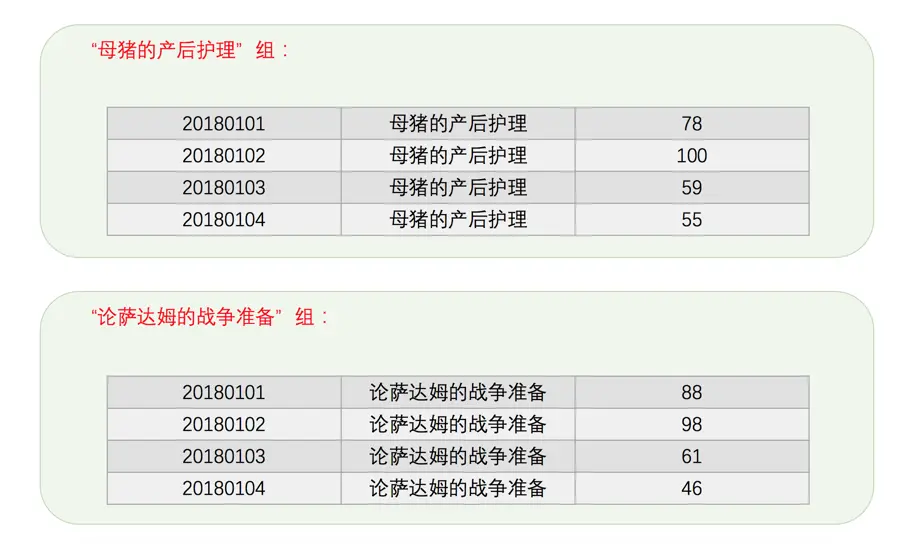 “母猪的产后护理” 组：
20180101 母猪的产后护理 78
20180102 母猪的产后护理 100
20180103 母猪的产后护理 59
20180104 母猪的产后护理 55
“论萨达姆的战争准备” 组：
20180101 论萨达姆的战争准备 88
20180102 论萨达姆的战争准备 98
20180103 论萨达姆的战争准备 61
20180104 论萨达姆的战争准备 46